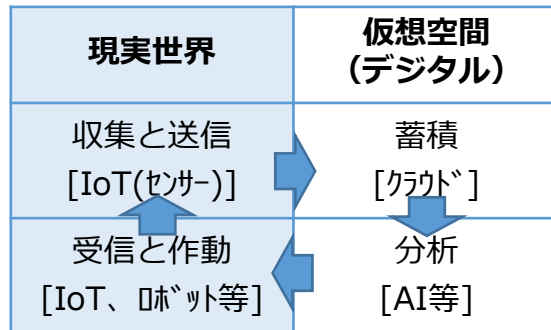 現実世界
仮想空間
（デジタル）
収集と送信
[IoT(ｾﾝｻｰ)]
蓄積
[ｸﾗｳﾄﾞ]
受信と作動
[IoT、ﾛﾎﾞｯﾄ等]
分析
[AI等]